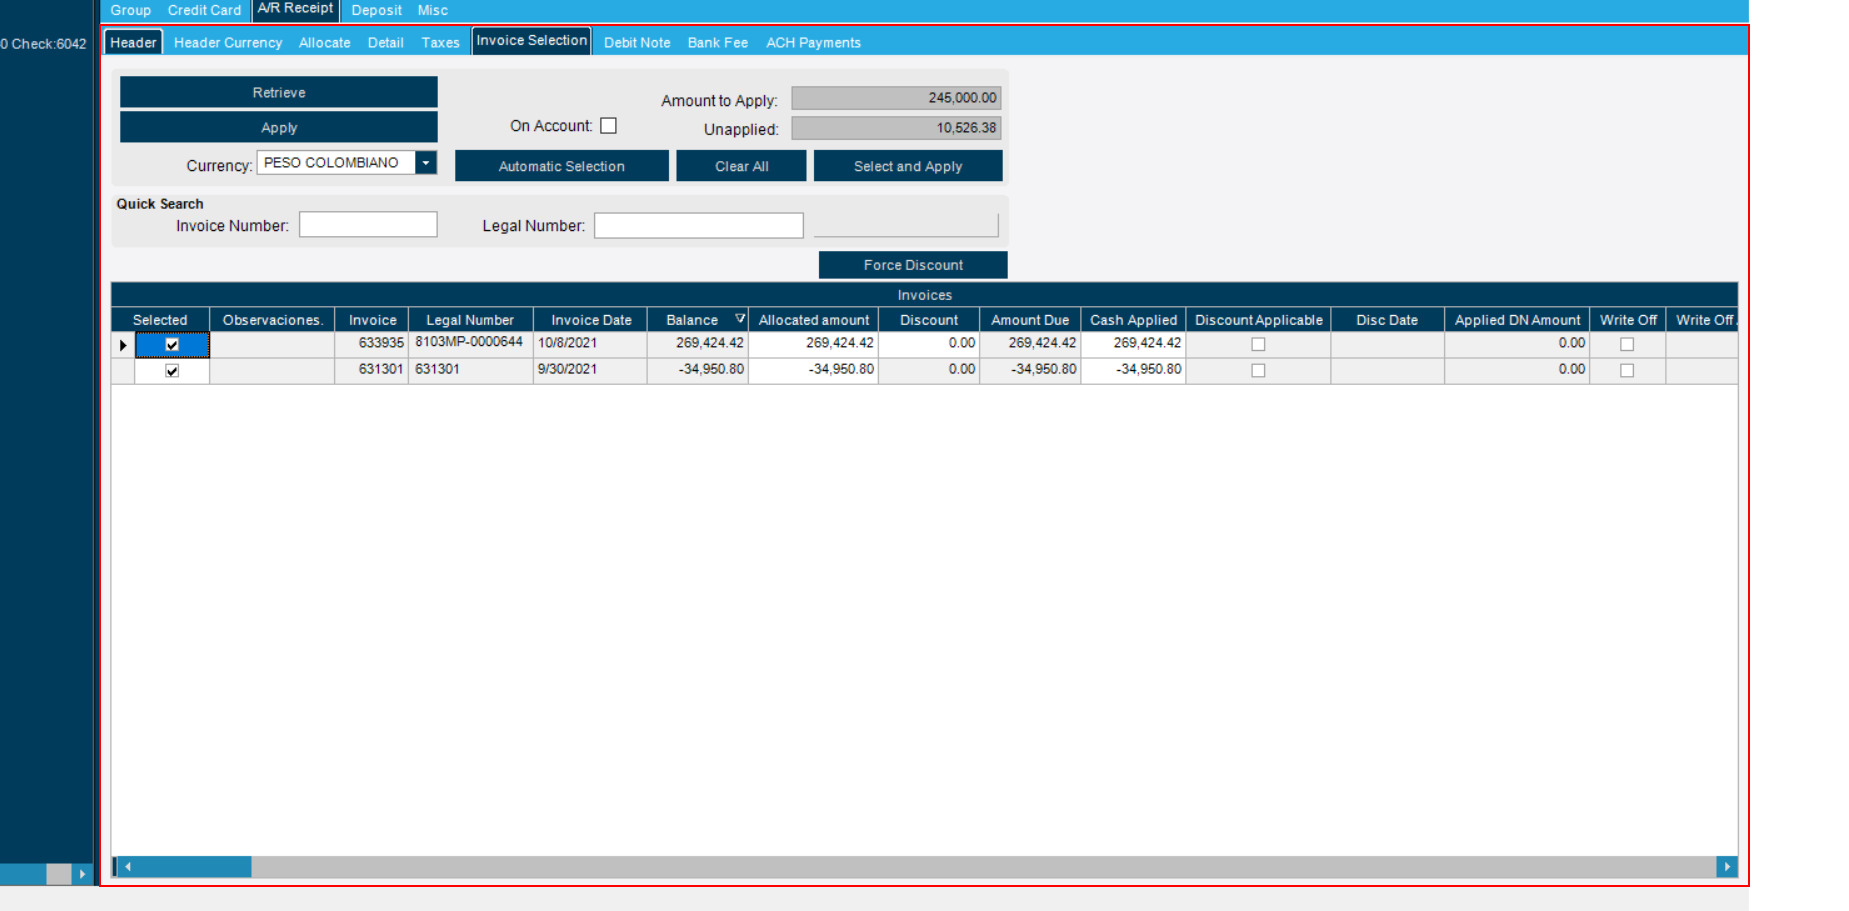 Group Credit Card A/R Receipt Deposit Misc
0 Check:6042
Header Header Currency Allocate Detail Taxes Invoice Selection Debit Note Bank Fee ACH Payments
Retrieve
Amount to Apply: 245,000.00
Apply
On Account:
Unapplied: 10,526.38
Currency: PESO COLOMBIANO
Automatic Selection Clear All Select and Apply
Quick Search
Invoice Number: Legal Number:
Force Discount
Invoices
Selected Observaciones. Invoice Legal Number Invoice Date Balance Allocated amount Discount Amount Due Cash Applied Discount Applicable Disc Date Applied DN Amount Write Off Write Off
633935 8103MP-0000644 10/8/2021 269,424.42 269,424.42 0.00 269,424.42 269,424.42 0.00
631301 631301 9/30/2021 -34,950.80 -34,950.80 0.00 -34,950.80 -34,950.80 0.00